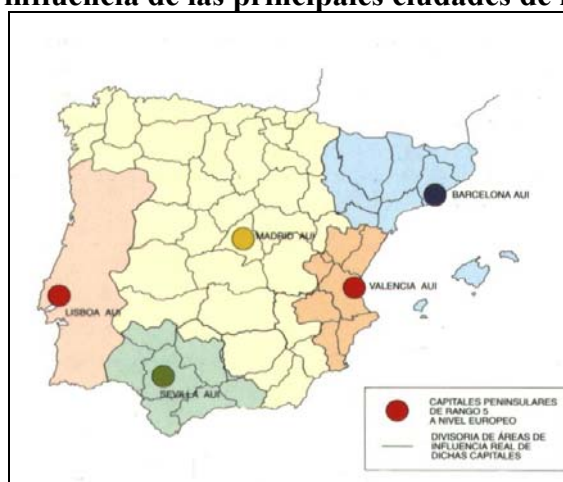 influencia de las principales ciudades de
BARCELONA AUI
MADRID AUI
VALENCIA AUI
LISBOA AUI
SEVILLA AUI
CAPITALES PENINSULARES
DE RANGO 5
A NIVEL EUROPEO
DIVISORIA DE ÁREAS DE
INFLUENCIA REAL DE
DICHAS CAPITALES